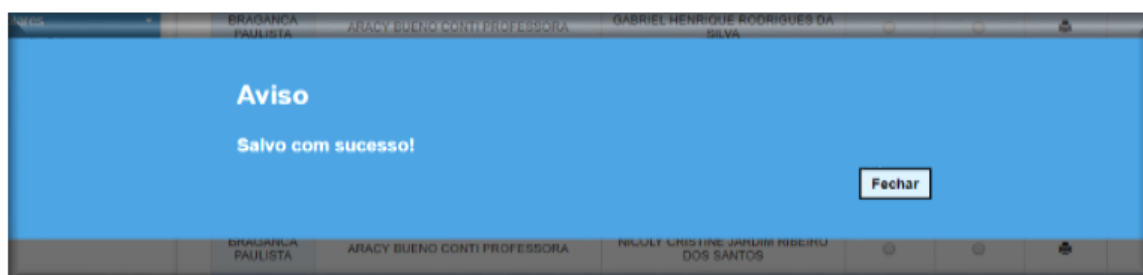 BRAGANCA
PAULISTA
ARACY BUENO CONTI PROFESSORA
GABRIEL HENRIQUE RODRIGUES DA
SILVA
Aviso
Salvo com sucesso!
Fechar
BRAGANCA
PAULISTA
ARACY BUENO CONTI PROFESSORA
NICOLY CRISTINE JARDIM RIBEIRO
DOS SANTOS